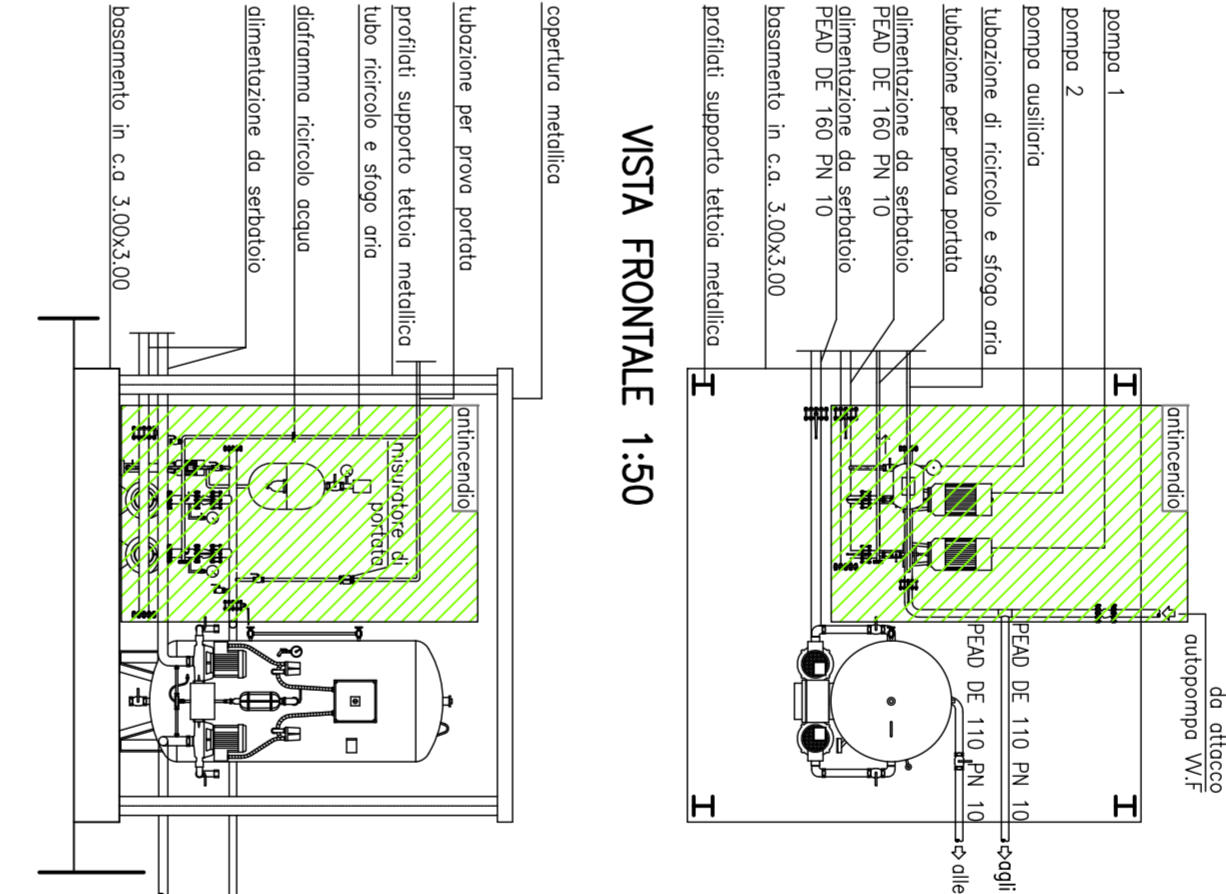 pompa 1
pompa 2
pompa ausiliaria
tubazione di ricircolo e sfogo aria
tubazione per prova portata
alimentazione da serbatoio
PEAD DE 160 PN 10
alimentazione da serbatoio
PEAD DE 160 PN 10
basamento in c.a. 3.00x3.00
profilati supporto tettoia metallica
antincendio
da attacco
autopompa VV.F
PEAD DE 110 PN 10
PEAD DE 110 PN 10
agli
alle
VISTA FRONTALE 1:50
copertura metallica
tubazione per prova portata
profilati supporto tettoia metallica
tubo ricircolo e sfogo aria
diaframma ricircolo acqua
alimentazione da serbatoio
basamento in c.a 3.00x3.00
antincendio
misuratore di
portata